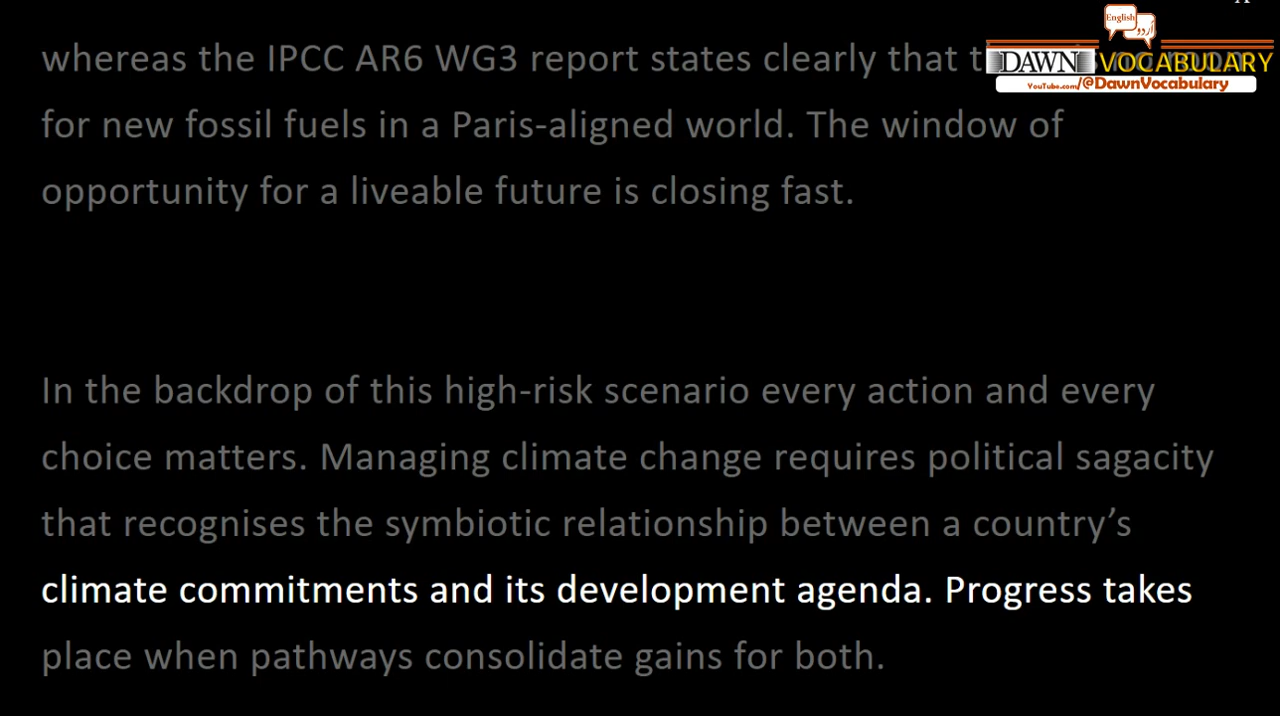 English
اردو
DAWN VOCABULARY
YouTube.com/@DawnVocabulary
whereas the IPCC AR6 WG3 report states clearly that
for new fossil fuels in a Paris-aligned world. The window of
opportunity for a liveable future is closing fast.
In the backdrop of this high-risk scenario every action and every
choice matters. Managing climate change requires political sagacity
that recognises the symbiotic relationship between a country’s
climate commitments and its development agenda. Progress takes
place when pathways consolidate gains for both.